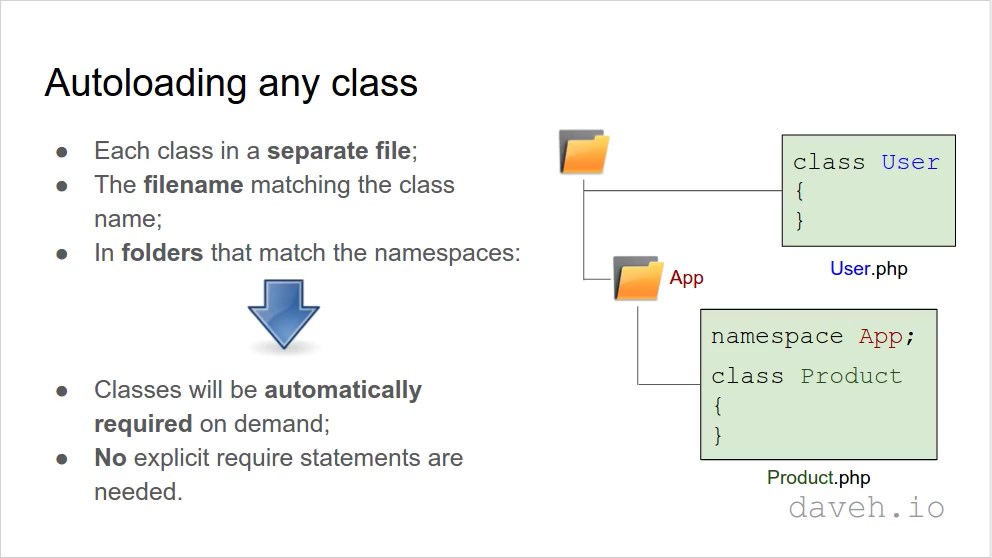 Autoloading any class
● Each class in a separate file;
● The filename matching the class
name;
● In folders that match the namespaces:
● Classes will be automatically
required on demand;
● No explicit require statements are
needed.
class User
{
}
User.php
App
namespace App;
class Product
{
}
Product.php
daveh.io